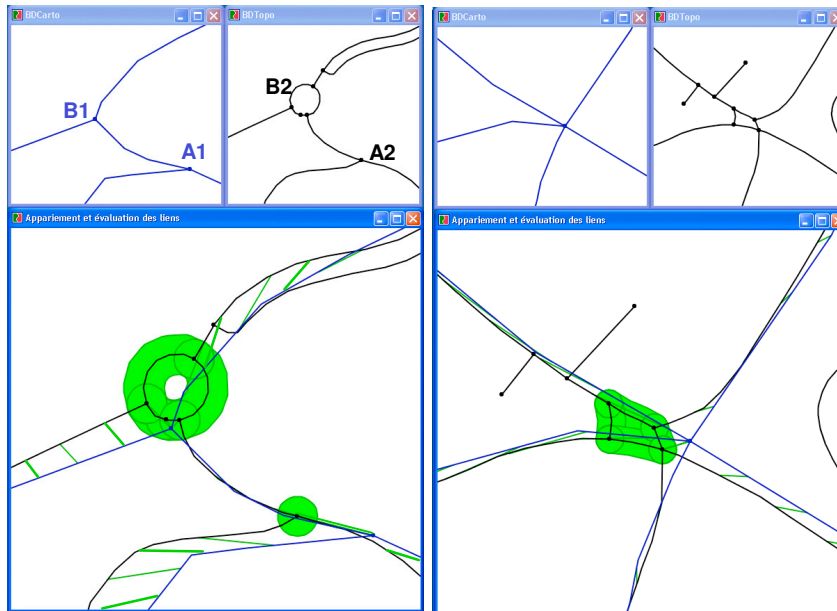 BDCarto
BDTopo
B1
A1
B2
A2
BDCarto
BDTopo
Appariement et évaluation des liens
Appariement et évaluation des liens